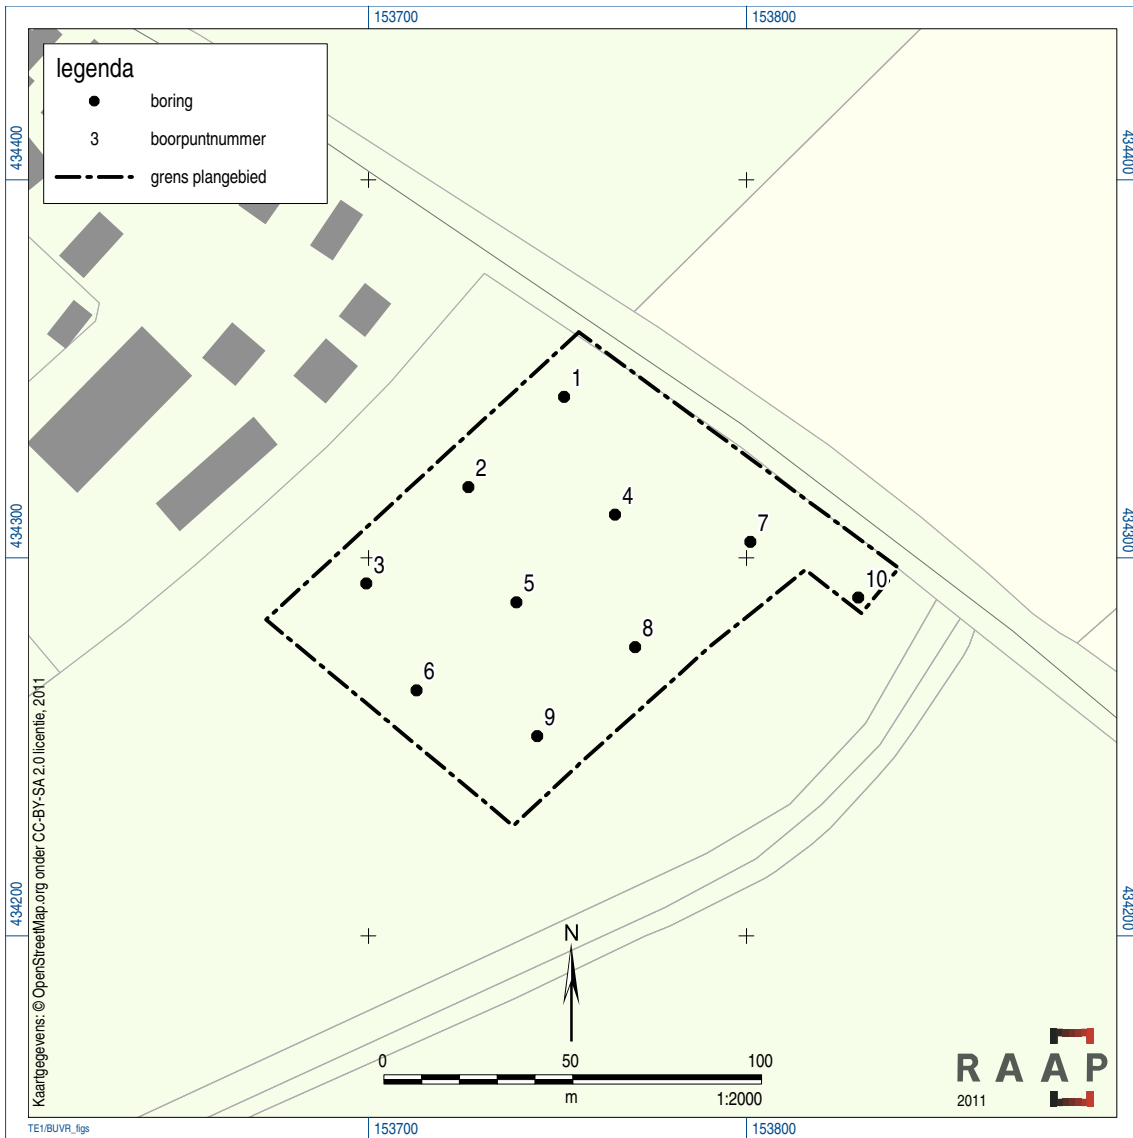 153700
153800
legenda
boring
3
boorpuntnummer
grens plangebied
434400
434400
1
2
4
7
434300
434300
3
5
10
8
6
9
434200
434200
N
0
50
100
m
1:2000
RAAP
2011
Kaartgegevens: © OpenStreetMap.org onder CC-BY-SA 2.0 licentie, 2011
TE1/BUVR_figs
153700
153800